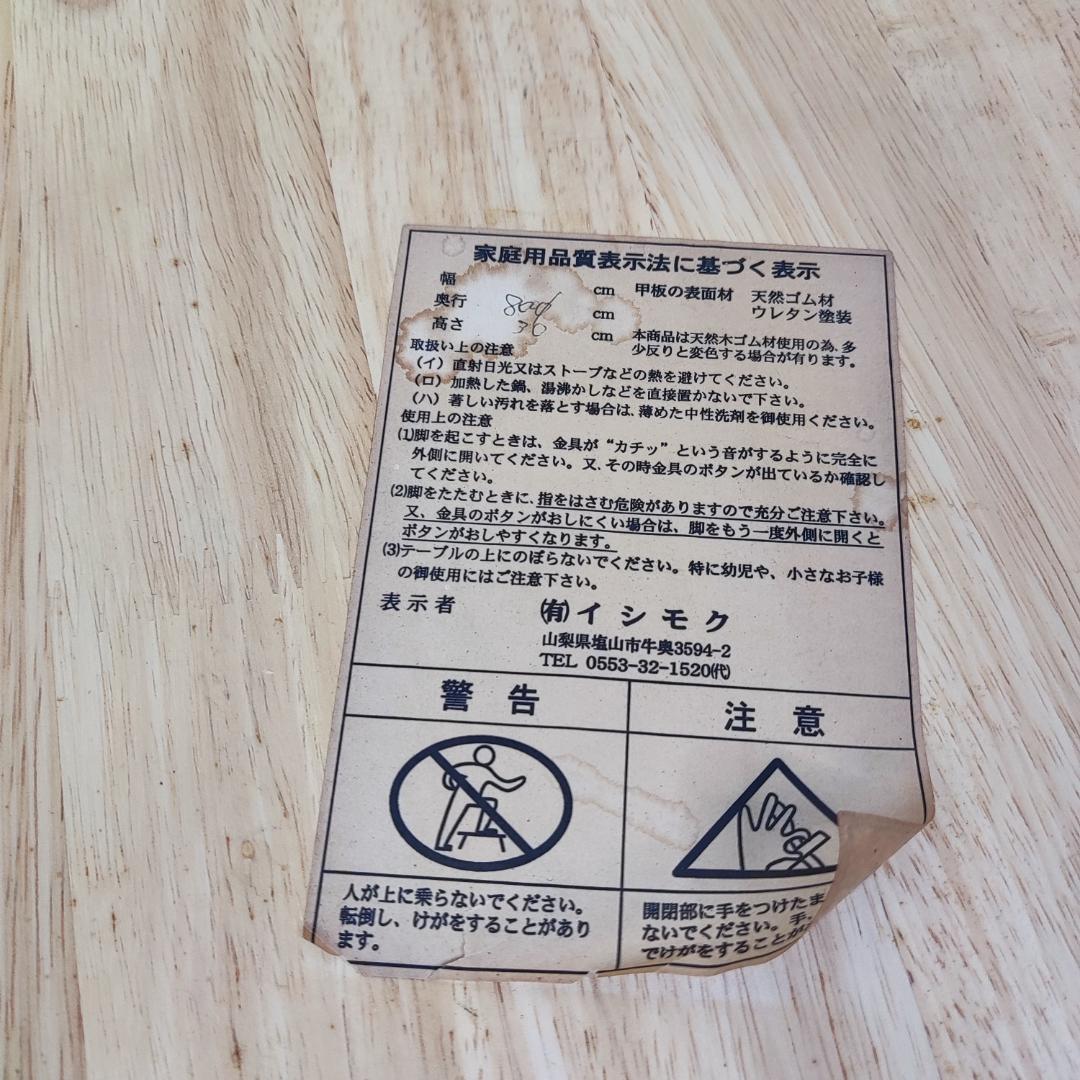 家庭用品質表示法に基づく表示
幅 cm 甲板の表面材 天然ゴム材
奥行 80φ cm ウレタン塗装
高さ cm 本商品は天然木ゴム材使用の為、多
少反りと変色する場合が有ります。
取扱い上の注意
(イ) 直射日光又はストーブなどの熱を避けてください。
(ロ) 加熱した鍋、湯沸かしなどを直接置かないで下さい。
(ハ) 著しい汚れを落とす場合は、薄めた中性洗剤を御使用ください。
使用上の注意
(1)脚を起こすときは、金具が“カチッ”という音がするように完全に
外側に開いてください。又、その時金具のボタンが出ているか確認し
てください。
(2)脚をたたむときに、指をはさむ危険がありますので充分ご注意下さい。
又、金具のボタンがおしにくい場合は、脚をもう一度外側に開くと
ボタンがおしやすくなります。
(3)テーブルの上にのぼらないでください。特に幼児や、小さなお子様
の御使用にはご注意下さい。
表示者 ㈲イシモク
山梨県塩山市牛奥3594-2
TEL 0553-32-1520㈹
警告
注意
人が上に乗らないでください。
転倒し、けがをすることがあり
ます。
開閉部に手をつけたま
ないでください。手、
でけがをすることが